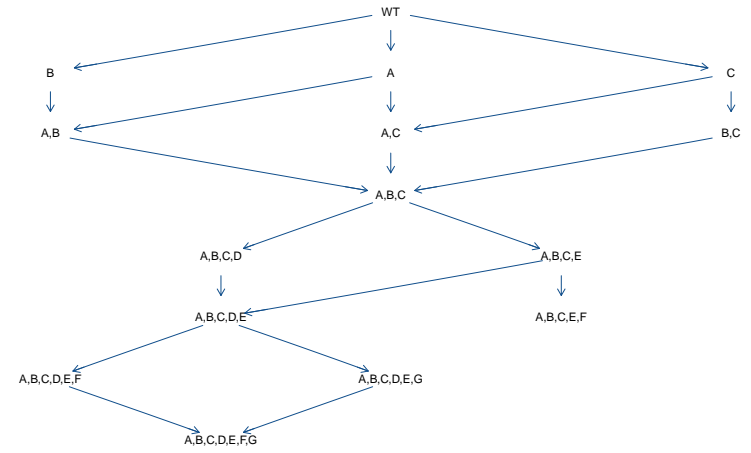 WT
B
A
C
A,B
A,C
B,C
A,B,C
A,B,C,D
A,B,C,E
A,B,C,D,E
A,B,C,E,F
A,B,C,D,E,F
A,B,C,D,E,G
A,B,C,D,E,F,G